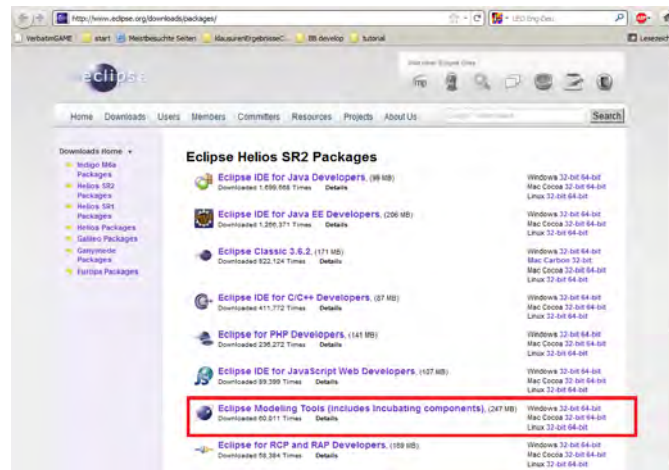 http://www.eclipse.org/downloads/packages/
LEO Eng-Deu
VerbatimGAME start Meistbesuchte Seiten KlausurenErgebnisseC... BB develop tutorial Lesezeich
eclipse
Home Downloads Users Members Committers Resources Projects About Us Search
Downloads Home
Indigo M6a Packages
Helios SR2 Packages
Helios SR1 Packages
Helios Packages
Galileo Packages
Ganymede Packages
Europa Packages
Eclipse Helios SR2 Packages
Eclipse IDE for Java Developers, (99 MB)
Downloaded 1,699,668 Times Details
Windows 32-bit 64-bit
Mac Cocoa 32-bit 64-bit
Linux 32-bit 64-bit
Eclipse IDE for Java EE Developers, (206 MB)
Downloaded 1,266,371 Times Details
Windows 32-bit 64-bit
Mac Cocoa 32-bit 64-bit
Linux 32-bit 64-bit
Eclipse Classic 3.6.2, (171 MB)
Downloaded 822,124 Times Details
Windows 32-bit 64-bit
Mac Carbon 32-bit
Mac Cocoa 32-bit 64-bit
Linux 32-bit 64-bit
Eclipse IDE for C/C++ Developers, (87 MB)
Downloaded 411,772 Times Details
Windows 32-bit 64-bit
Mac Cocoa 32-bit 64-bit
Linux 32-bit 64-bit
Eclipse for PHP Developers, (141 MB)
Downloaded 236,272 Times Details
Windows 32-bit 64-bit
Mac Cocoa 32-bit 64-bit
Linux 32-bit 64-bit
Eclipse IDE for JavaScript Web Developers, (107 MB)
Downloaded 89,399 Times Details
Windows 32-bit 64-bit
Mac Cocoa 32-bit 64-bit
Linux 32-bit 64-bit
Eclipse Modeling Tools (includes Incubating components), (247 MB)
Downloaded 60,011 Times Details
Windows 32-bit 64-bit
Mac Cocoa 32-bit 64-bit
Linux 32-bit 64-bit
Eclipse for RCP and RAP Developers, (189 MB)
Downloaded 58,384 Times Details
Windows 32-bit 64-bit
Mac Cocoa 32-bit 64-bit
Linux 32-bit 64-bit